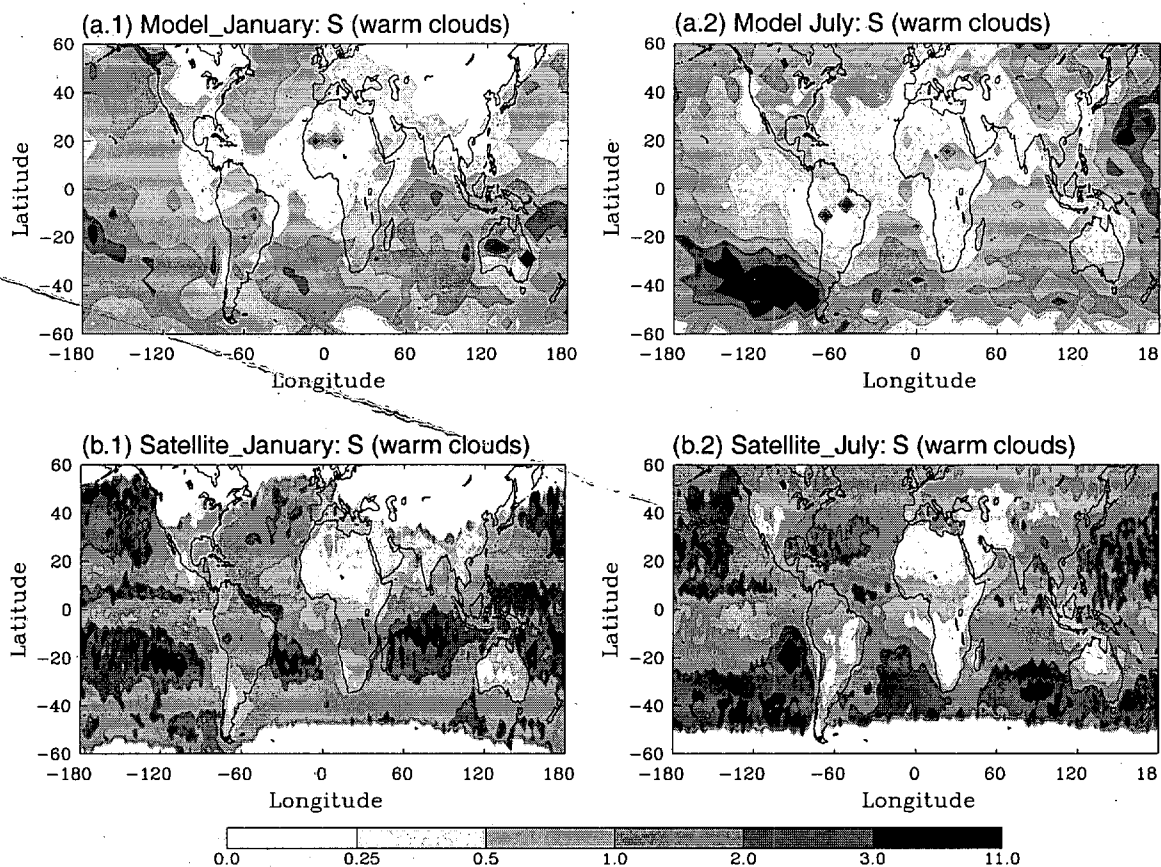 (a.1) Model_January: S (warm clouds)
60
40
20
0
−20
−40
−60
Latitude
−180 −120 −60 0 60 120 180
Longitude
(a.2) Model July: S (warm clouds)
60
40
20
0
−20
−40
−60
Latitude
−180 −120 −60 0 60 120 18
Longitude
(b.1) Satellite_January: S (warm clouds)
60
40
20
0
−20
−40
−60
Latitude
−180 −120 −60 0 60 120 180
Longitude
(b.2) Satellite_July: S (warm clouds)
60
40
20
0
−20
−40
−60
Latitude
−180 −120 −60 0 60 120 18
Longitude
0.0 0.25 0.5 1.0 2.0 3.0 11.0